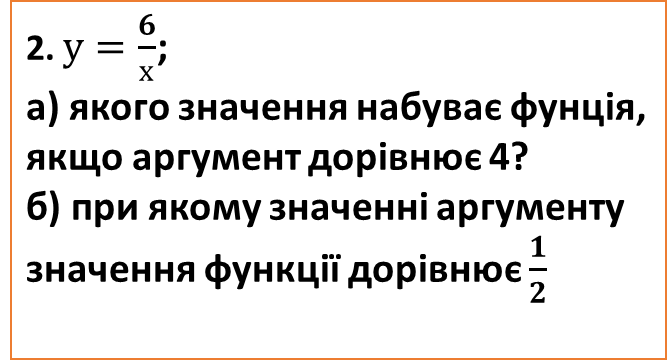 2. y = 6/x;
а) якого значення набуває фунція,
якщо аргумент дорівнює 4?
б) при якому значенні аргументу
значення функції дорівнює 1/2